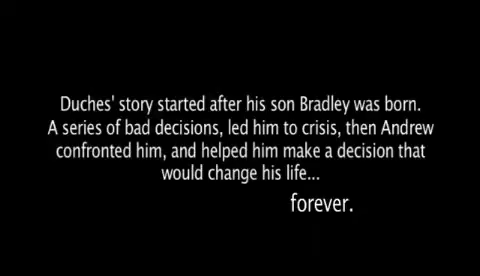 Duches' story started after his son Bradley was born.
A series of bad decisions, led him to crisis, then Andrew
confronted him, and helped him make a decision that
would change his life...
forever.